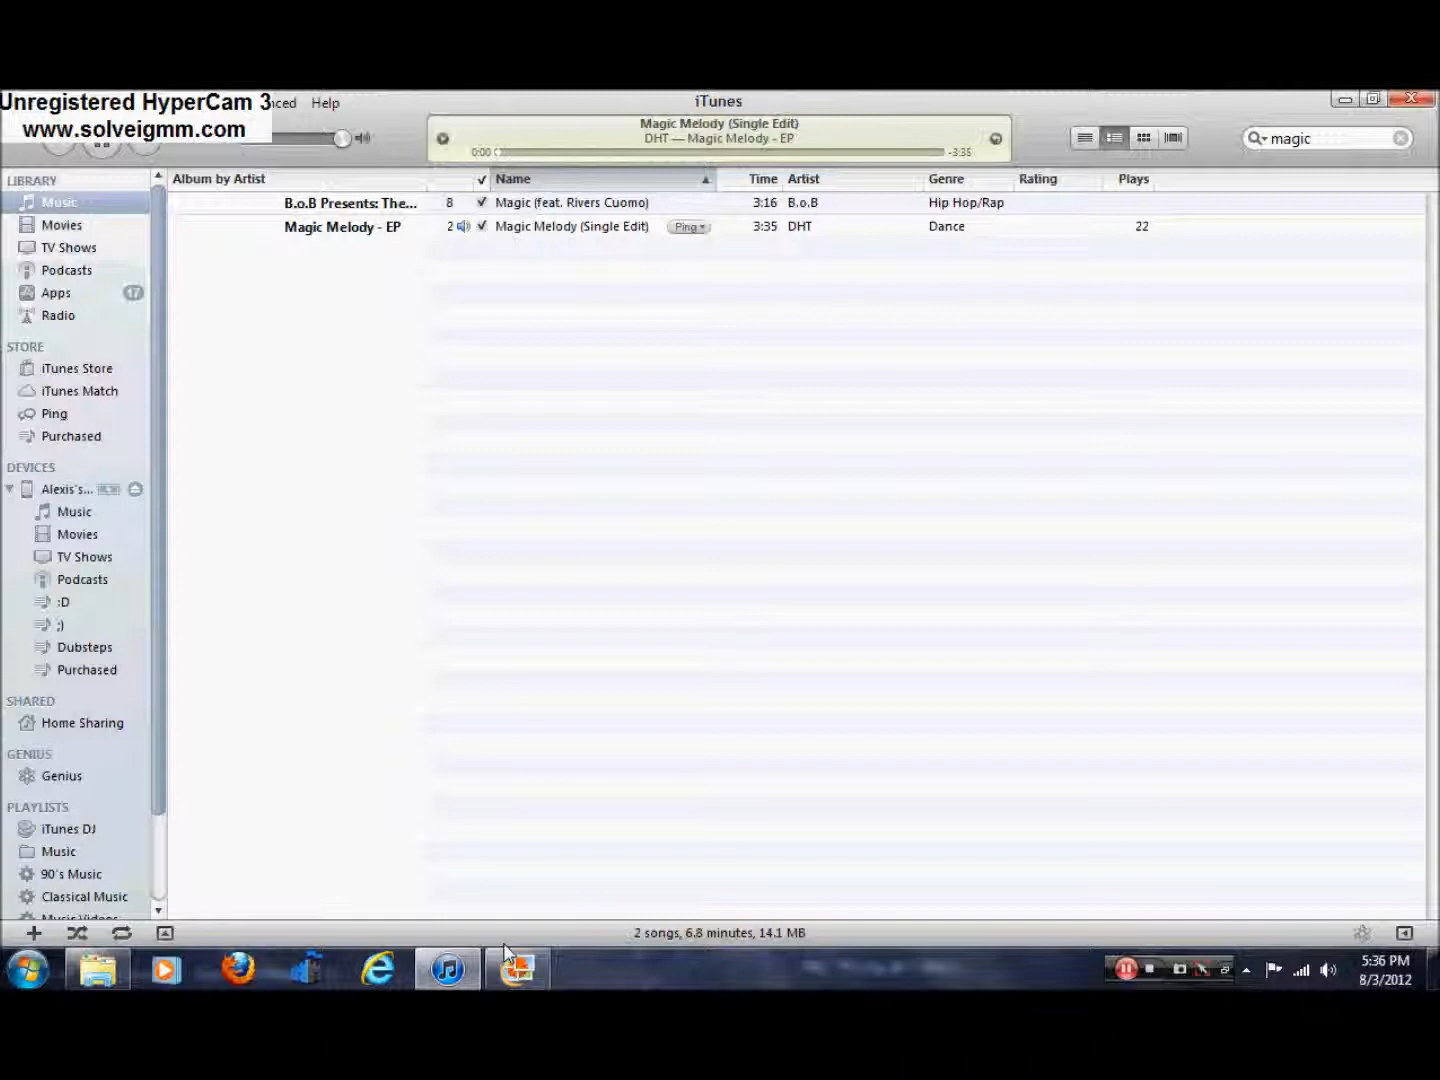 Unregistered HyperCam 3
www.solveigmm.com
Help
iTunes
Magic Melody (Single Edit)
DHT — Magic Melody - EP
0:00
-3:35
magic
LIBRARY
Music
Movies
TV Shows
Podcasts
Apps 17
Radio
STORE
iTunes Store
iTunes Match
Ping
Purchased
DEVICES
Alexis's...
Music
Movies
TV Shows
Podcasts
:D
;)
Dubsteps
Purchased
SHARED
Home Sharing
GENIUS
Genius
PLAYLISTS
iTunes DJ
Music
90's Music
Classical Music
Music Videos
Album by Artist Name Time Artist Genre Rating Plays
B.o.B Presents: The... 8 Magic (feat. Rivers Cuomo) 3:16 B.o.B Hip Hop/Rap
Magic Melody - EP 2 Magic Melody (Single Edit) Ping 3:35 DHT Dance 22
2 songs, 6.8 minutes, 14.1 MB
5:36 PM
8/3/2012